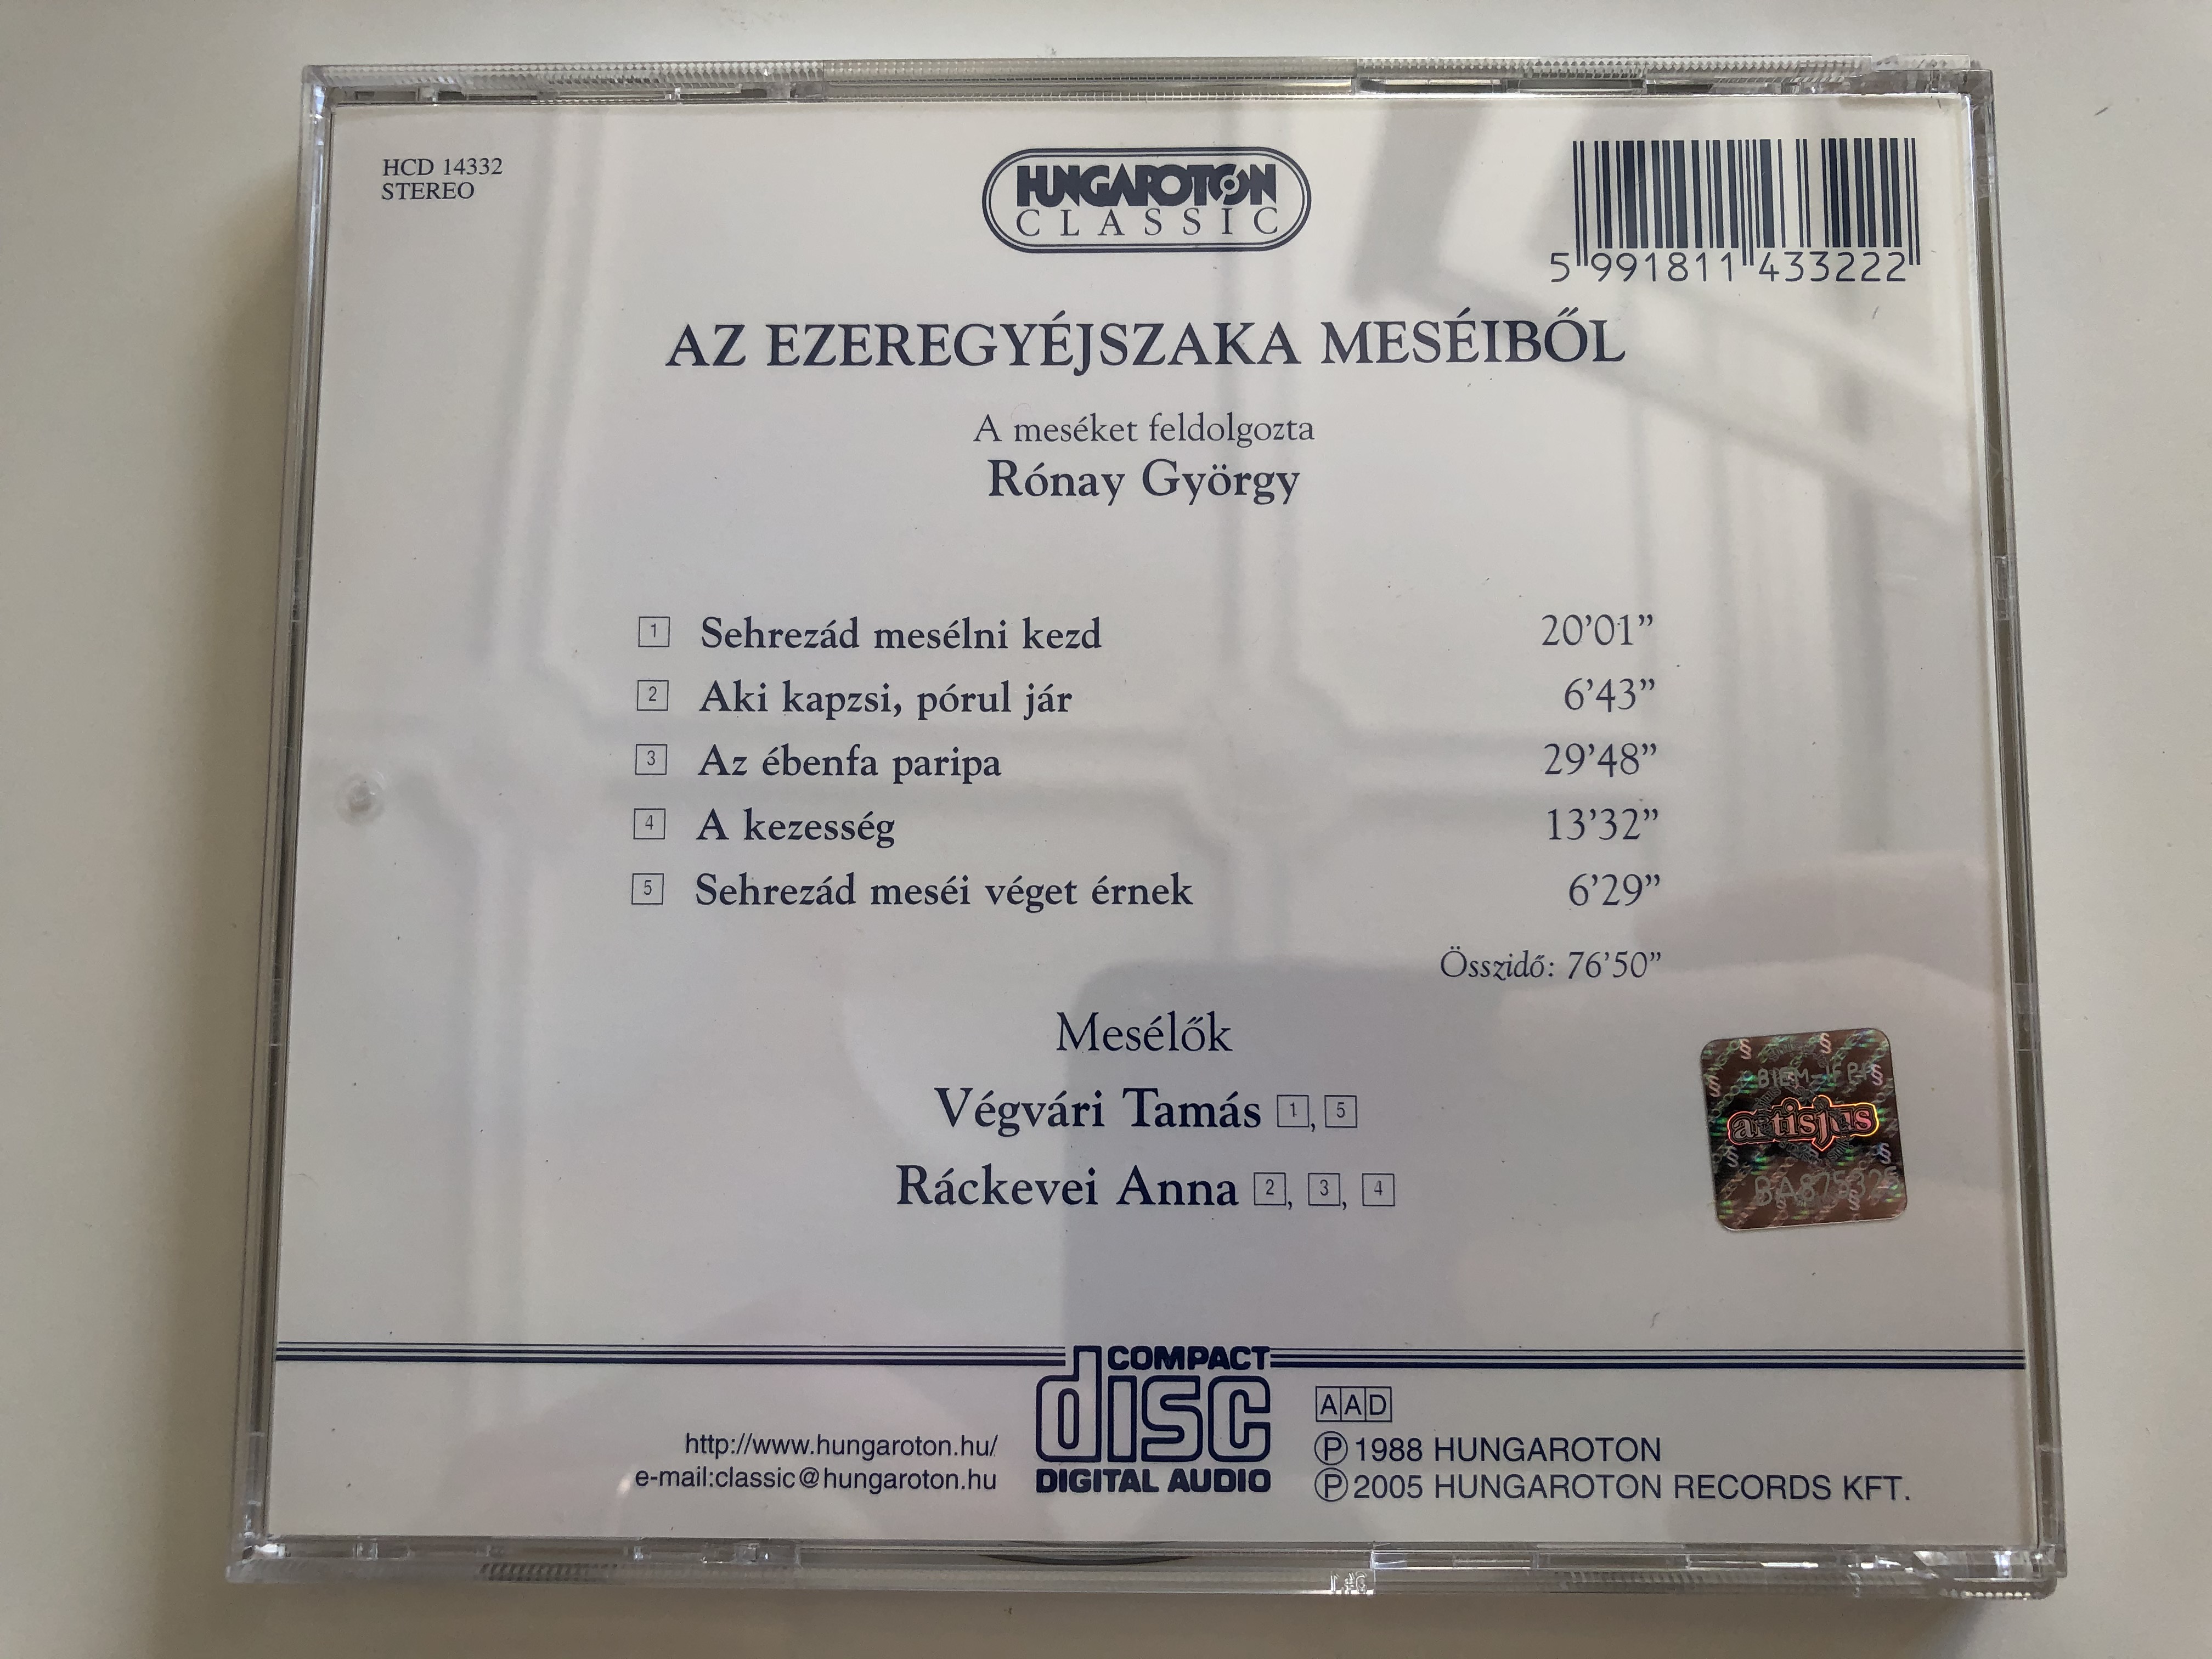 HCD 14332
STEREO
HUNGAROTON
CLASSIC
5 991811 433222
AZ EZEREGYÉJSZAKA MESÉIBŐL
A meséket feldolgozta
Rónay György
1 Sehrezád mesélni kezd 20’01”
2 Aki kapzsi, pórul jár 6’43”
3 Az ébenfa paripa 29’48”
4 A kezesség 13’32”
5 Sehrezád meséi véget érnek 6’29”
Összidő: 76’50”
Mesélők
Végvári Tamás 1, 5
Ráckevei Anna 2, 3, 4
BIEM-IFPI
artisjus
COMPACT
disc
DIGITAL AUDIO
http://www.hungaroton.hu/
e-mail:classic@hungaroton.hu
AAD
Ⓟ 1988 HUNGAROTON
Ⓟ 2005 HUNGAROTON RECORDS KFT.